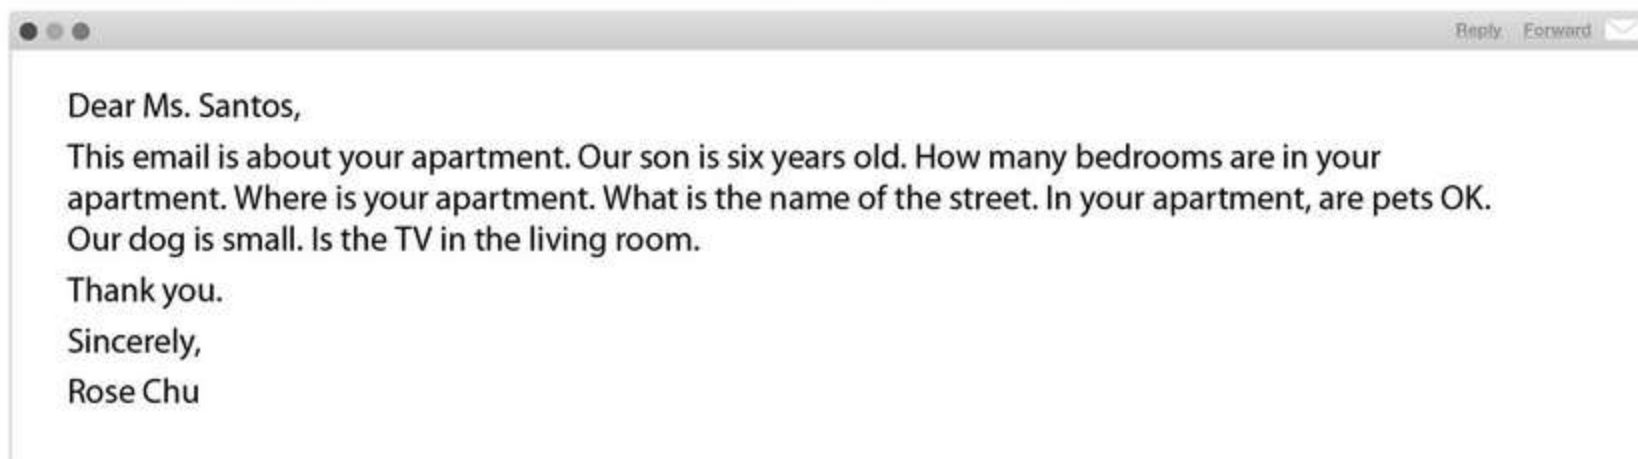 Reply Forward
Dear Ms. Santos,
This email is about your apartment. Our son is six years old. How many bedrooms are in your
apartment. Where is your apartment. What is the name of the street. In your apartment, are pets OK.
Our dog is small. Is the TV in the living room.
Thank you.
Sincerely,
Rose Chu